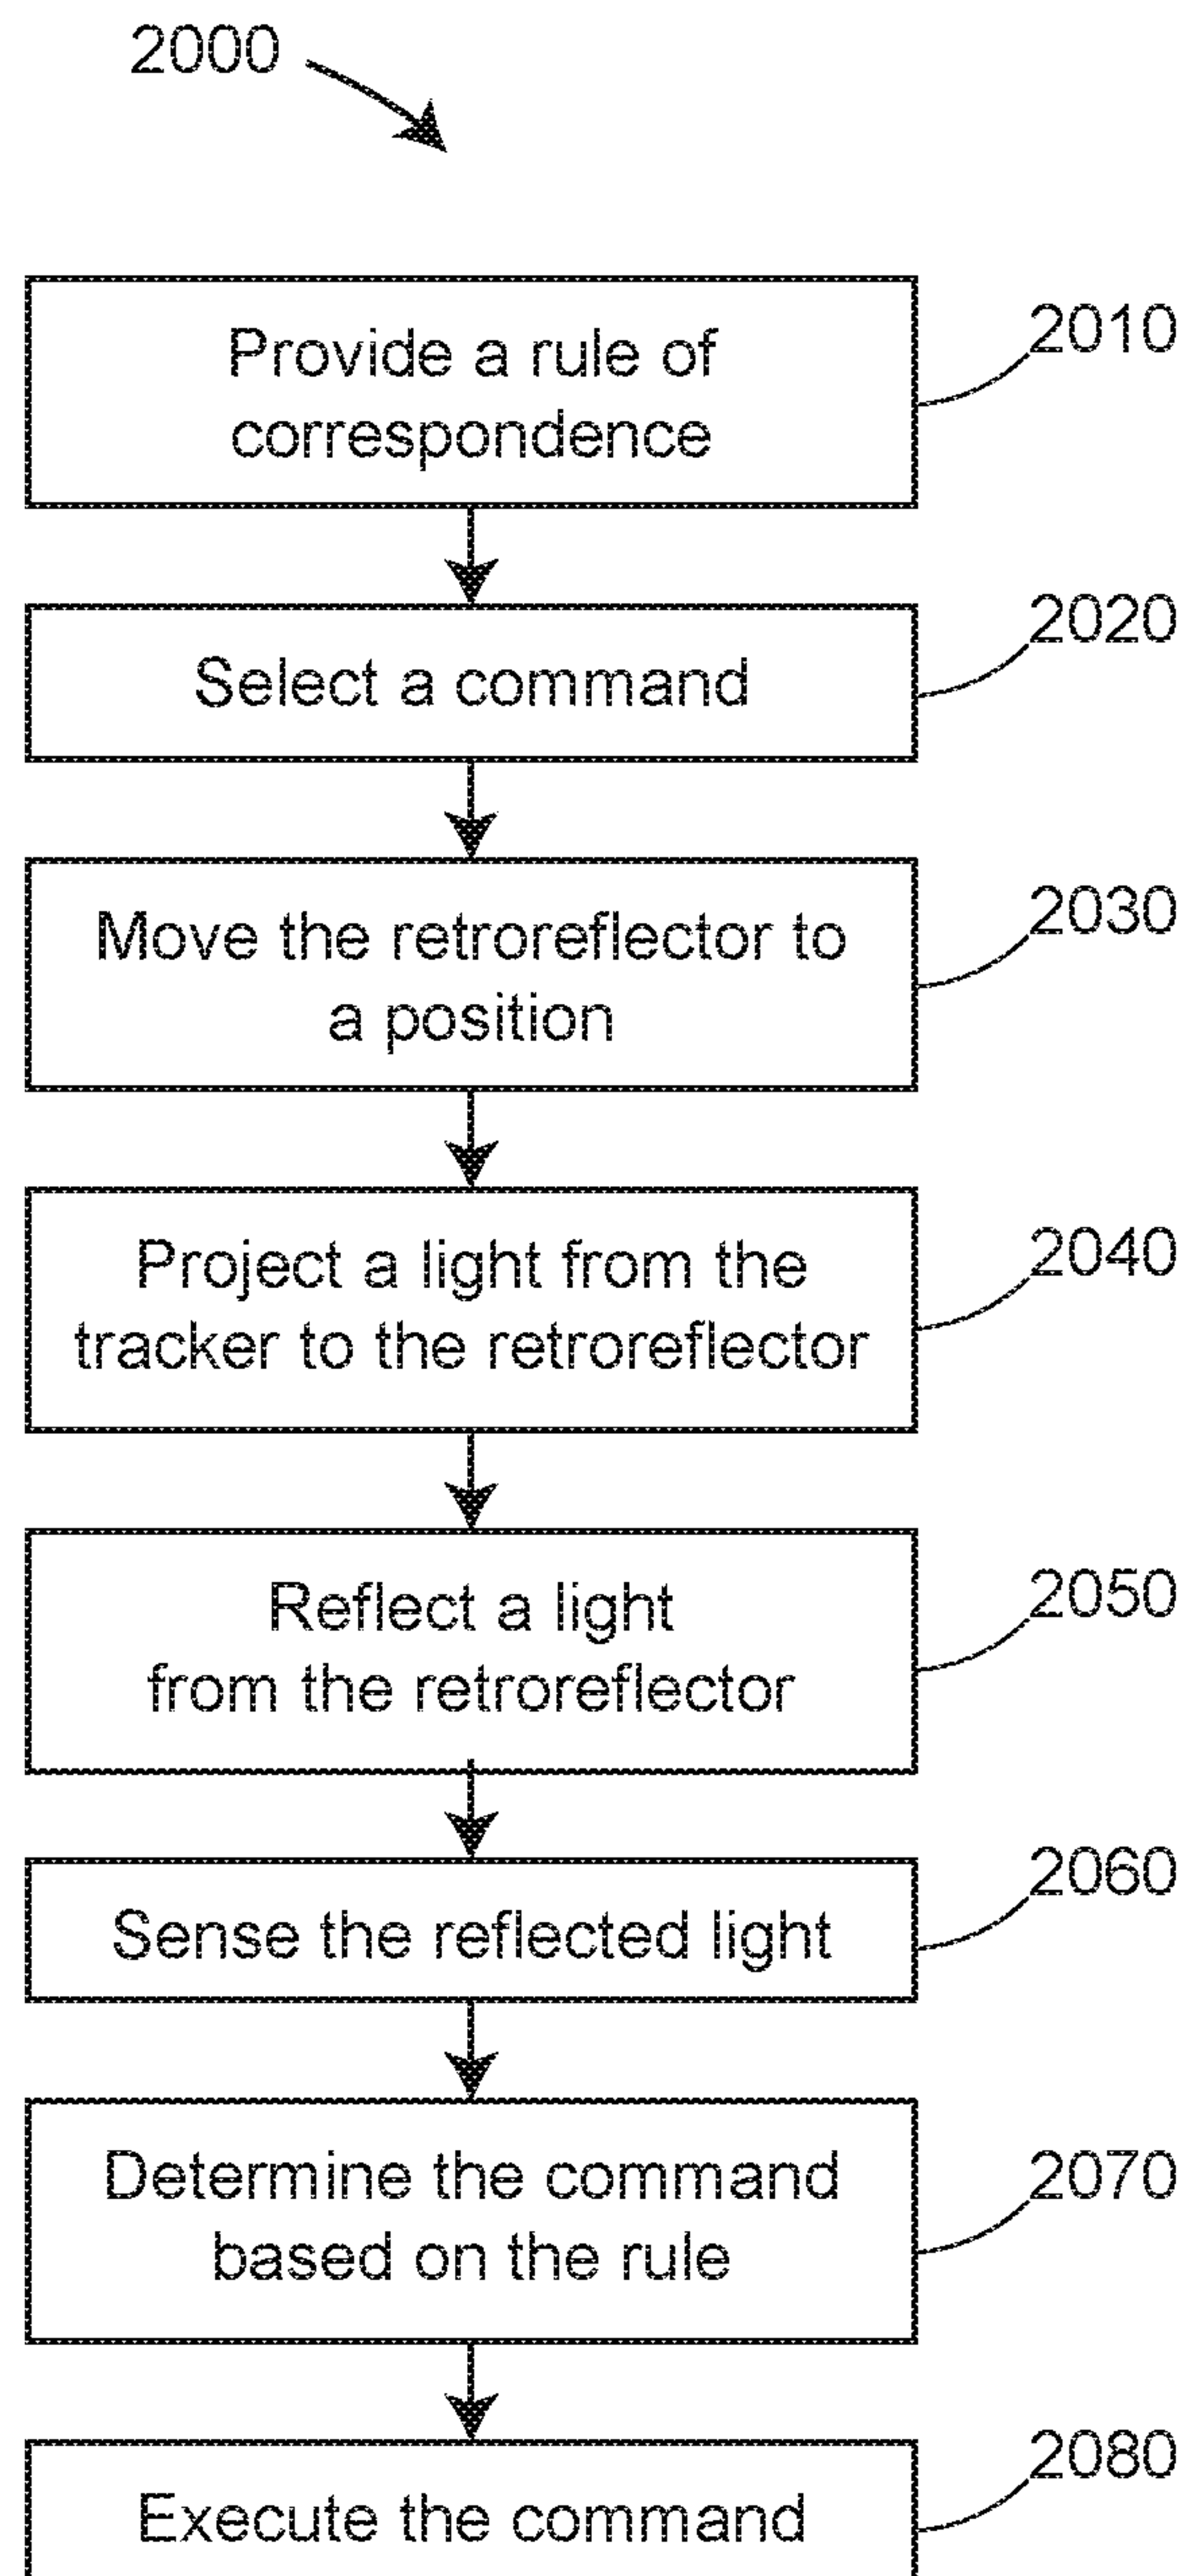 2000
Provide a rule of
correspondence
2010
Select a command
2020
Move the retroreflector to
a position
2030
Project a light from the
tracker to the retroreflector
2040
Reflect a light
from the retroreflector
2050
Sense the reflected light
2060
Determine the command
based on the rule
2070
Execute the command
2080